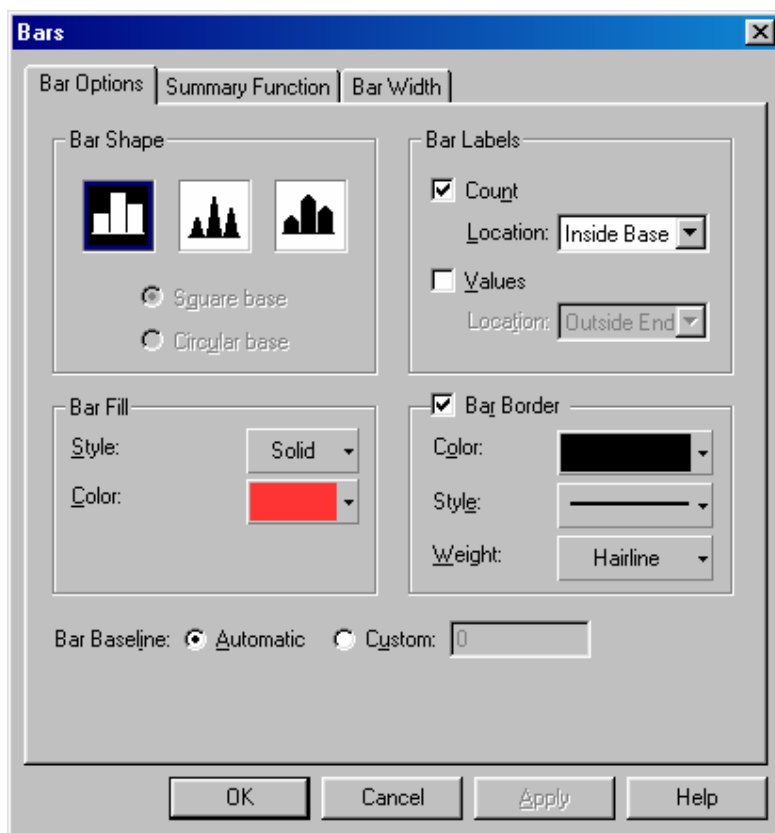 Bars
Bar Options Summary Function Bar Width
Bar Shape
Square base
Circular base
Bar Labels
Count
Location: Inside Base
Values
Location: Outside End
Bar Fill
Style: Solid
Color:
Bar Border
Color:
Style:
Weight: Hairline
Bar Baseline: Automatic Custom: 0
OK Cancel Apply Help